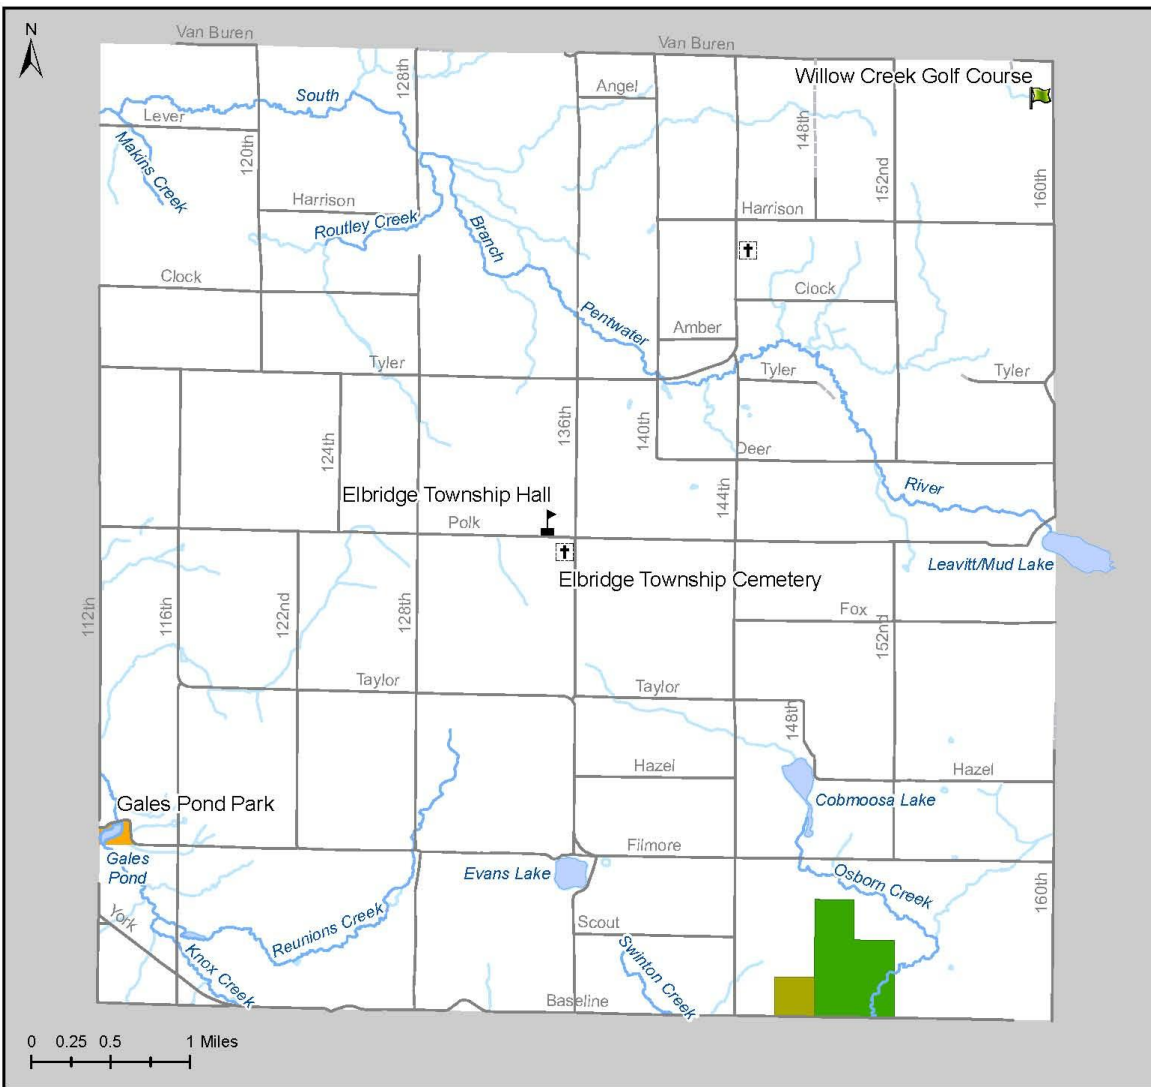 N
Van Buren
Van Buren
Willow Creek Golf Course
128th
Angel
South
Lever
148th
120th
Makins Creek
152nd
160th
Harrison
Harrison
Routley Creek
Branch
Clock
Clock
Pentwater
Amber
Tyler
Tyler
Tyler
136th
140th
124th
Deer
144th
River
Elbridge Township Hall
Polk
Leavitt/Mud Lake
Elbridge Township Cemetery
112th
116th
122nd
128th
Fox
152nd
Taylor
Taylor
148th
Hazel
Hazel
Gales Pond Park
Cobmoosa Lake
Filmore
Gales
Pond
Evans Lake
Osborn Creek
160th
York
Reunions Creek
Scout
Knox Creek
Swinton Creek
Baseline
0 0.25 0.5 1 Miles